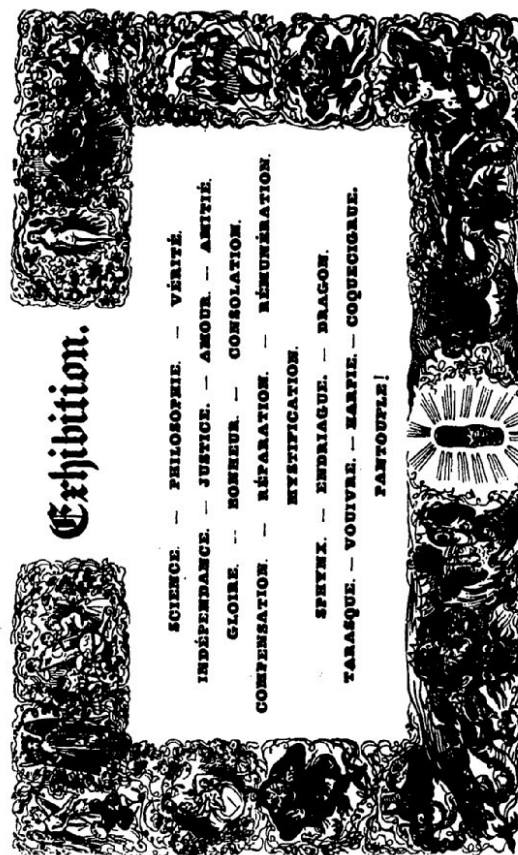 Exhibition.
SCIENCE. — PHILOSOPHIE. — VÉRITÉ.
INDÉPENDANCE. — JUSTICE. — AMOUR. — AMITIÉ.
GLOIRE. — BONHEUR. — CONSOLATION.
COMPENSATION. — RÉPARATION. — RÉMUNÉRATION.
MYSTIFICATION.
SPHYNX. — ENDRIAGUE. — DRAGON.
TARASQUE. — VOUIVRE. — HARPIE. — COQUECIGRUE.
PANTOUFLE !